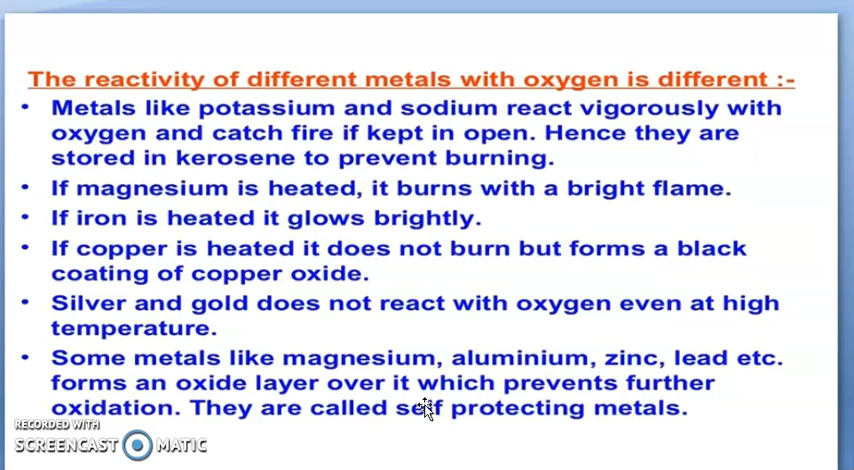 The reactivity of different metals with oxygen is different :-
• Metals like potassium and sodium react vigorously with
oxygen and catch fire if kept in open. Hence they are
stored in kerosene to prevent burning.
• If magnesium is heated, it burns with a bright flame.
• If iron is heated it glows brightly.
• If copper is heated it does not burn but forms a black
coating of copper oxide.
• Silver and gold does not react with oxygen even at high
temperature.
• Some metals like magnesium, aluminium, zinc, lead etc.
forms an oxide layer over it which prevents further
oxidation. They are called self protecting metals.
RECORDED WITH
SCREENCAST MATIC